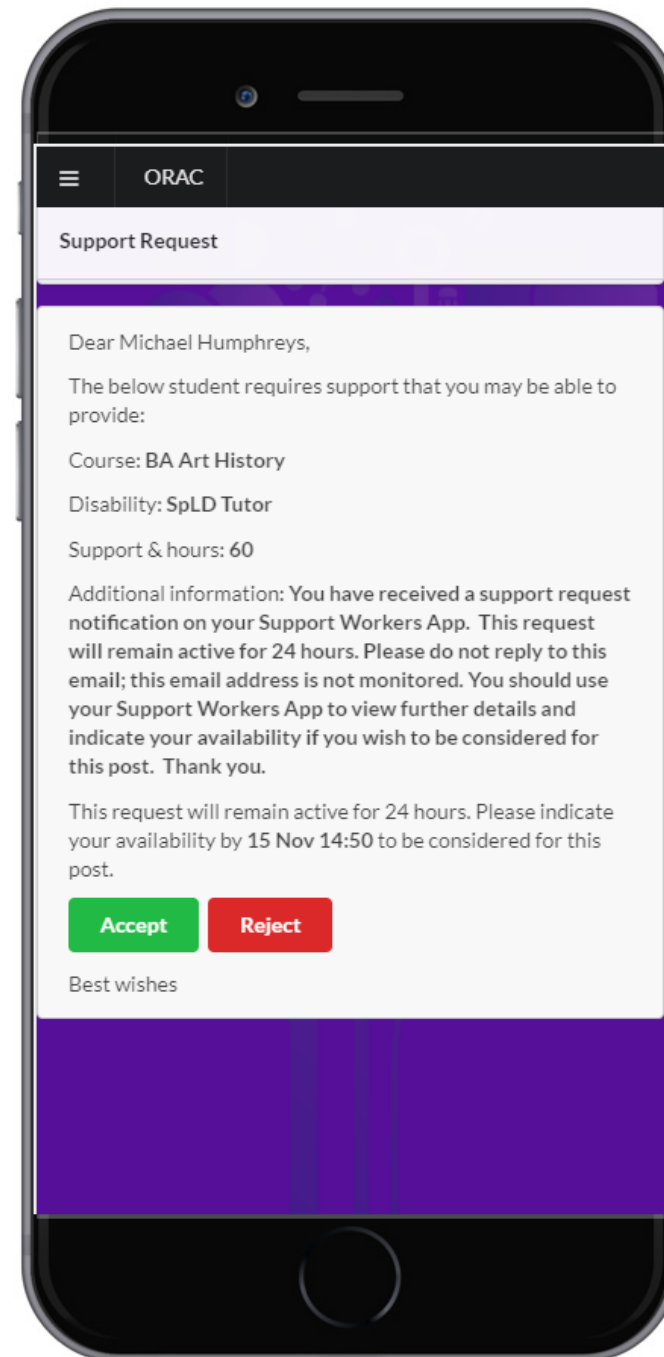 ORAC
Support Request
Dear Michael Humphreys,
The below student requires support that you may be able to
provide:
Course: BA Art History
Disability: SpLD Tutor
Support & hours: 60
Additional information: You have received a support request
notification on your Support Workers App. This request
will remain active for 24 hours. Please do not reply to this
email; this email address is not monitored. You should use
your Support Workers App to view further details and
indicate your availability if you wish to be considered for
this post. Thank you.
This request will remain active for 24 hours. Please indicate
your availability by 15 Nov 14:50 to be considered for this
post.
Accept Reject
Best wishes